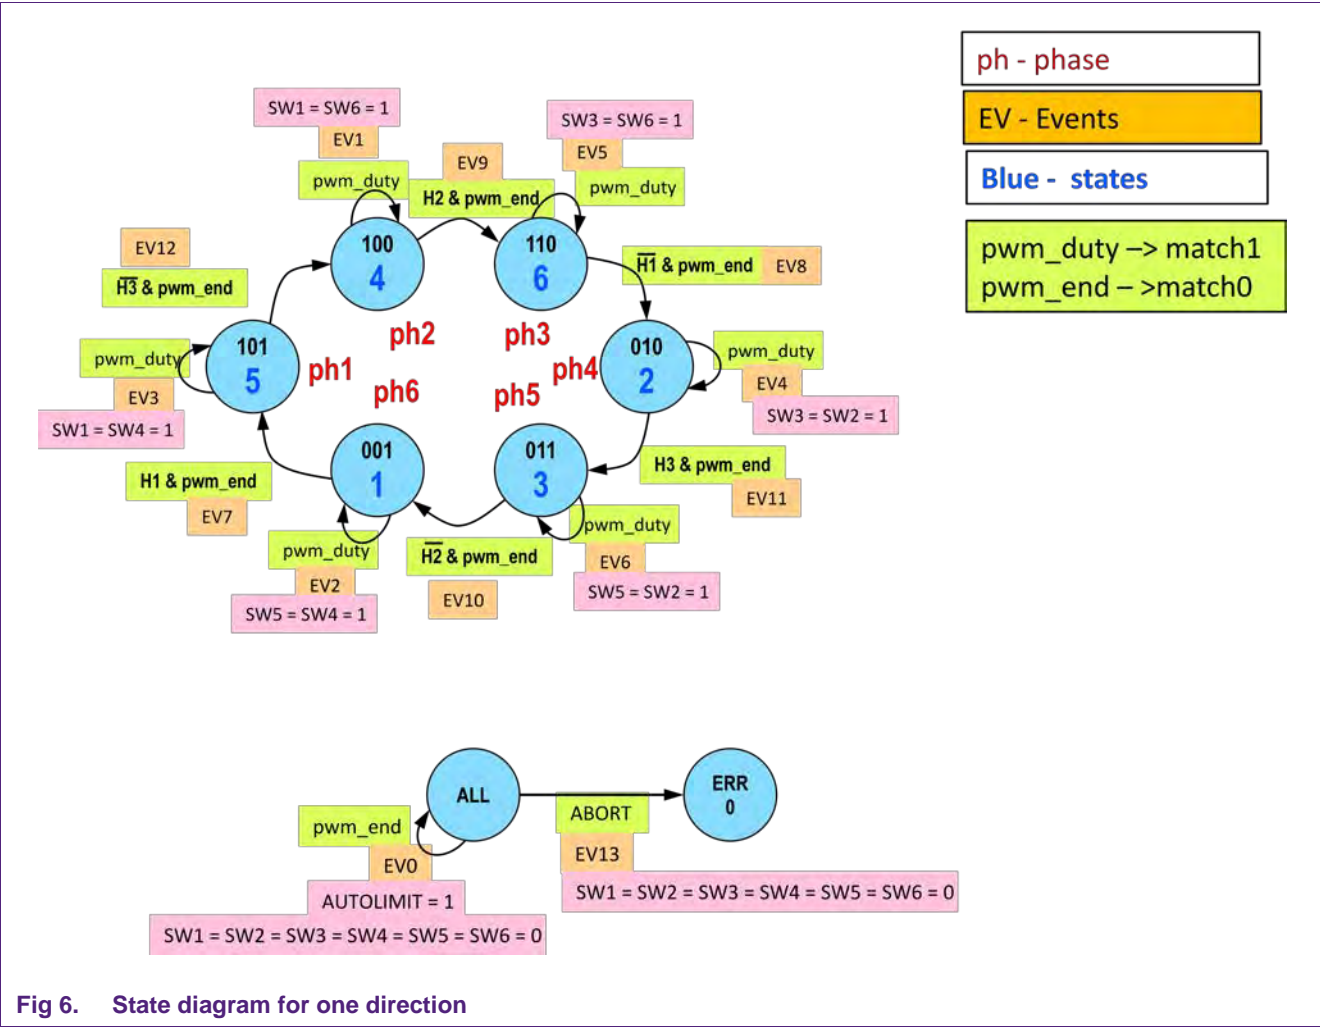 ph - phase
EV - Events
Blue - states
pwm_duty –> match1
pwm_end – >match0
SW1 = SW6 = 1
EV1
pwm_duty
100
4
EV9
H2 & pwm_end
SW3 = SW6 = 1
EV5
pwm_duty
110
6
H̅1̅ & pwm_end EV8
EV12
H̅3̅ & pwm_end
ph2
ph3
pwm_duty
EV3
SW1 = SW4 = 1
101
5
ph1
ph4
010
2
pwm_duty
EV4
SW3 = SW2 = 1
ph6
ph5
H1 & pwm_end
EV7
001
1
011
3
H3 & pwm_end
EV11
pwm_duty
EV2
SW5 = SW4 = 1
H̅2̅ & pwm_end
EV10
pwm_duty
EV6
SW5 = SW2 = 1
ALL
ERR
0
pwm_end
EV0
AUTOLIMIT = 1
SW1 = SW2 = SW3 = SW4 = SW5 = SW6 = 0
ABORT
EV13
SW1 = SW2 = SW3 = SW4 = SW5 = SW6 = 0
Fig 6. State diagram for one direction